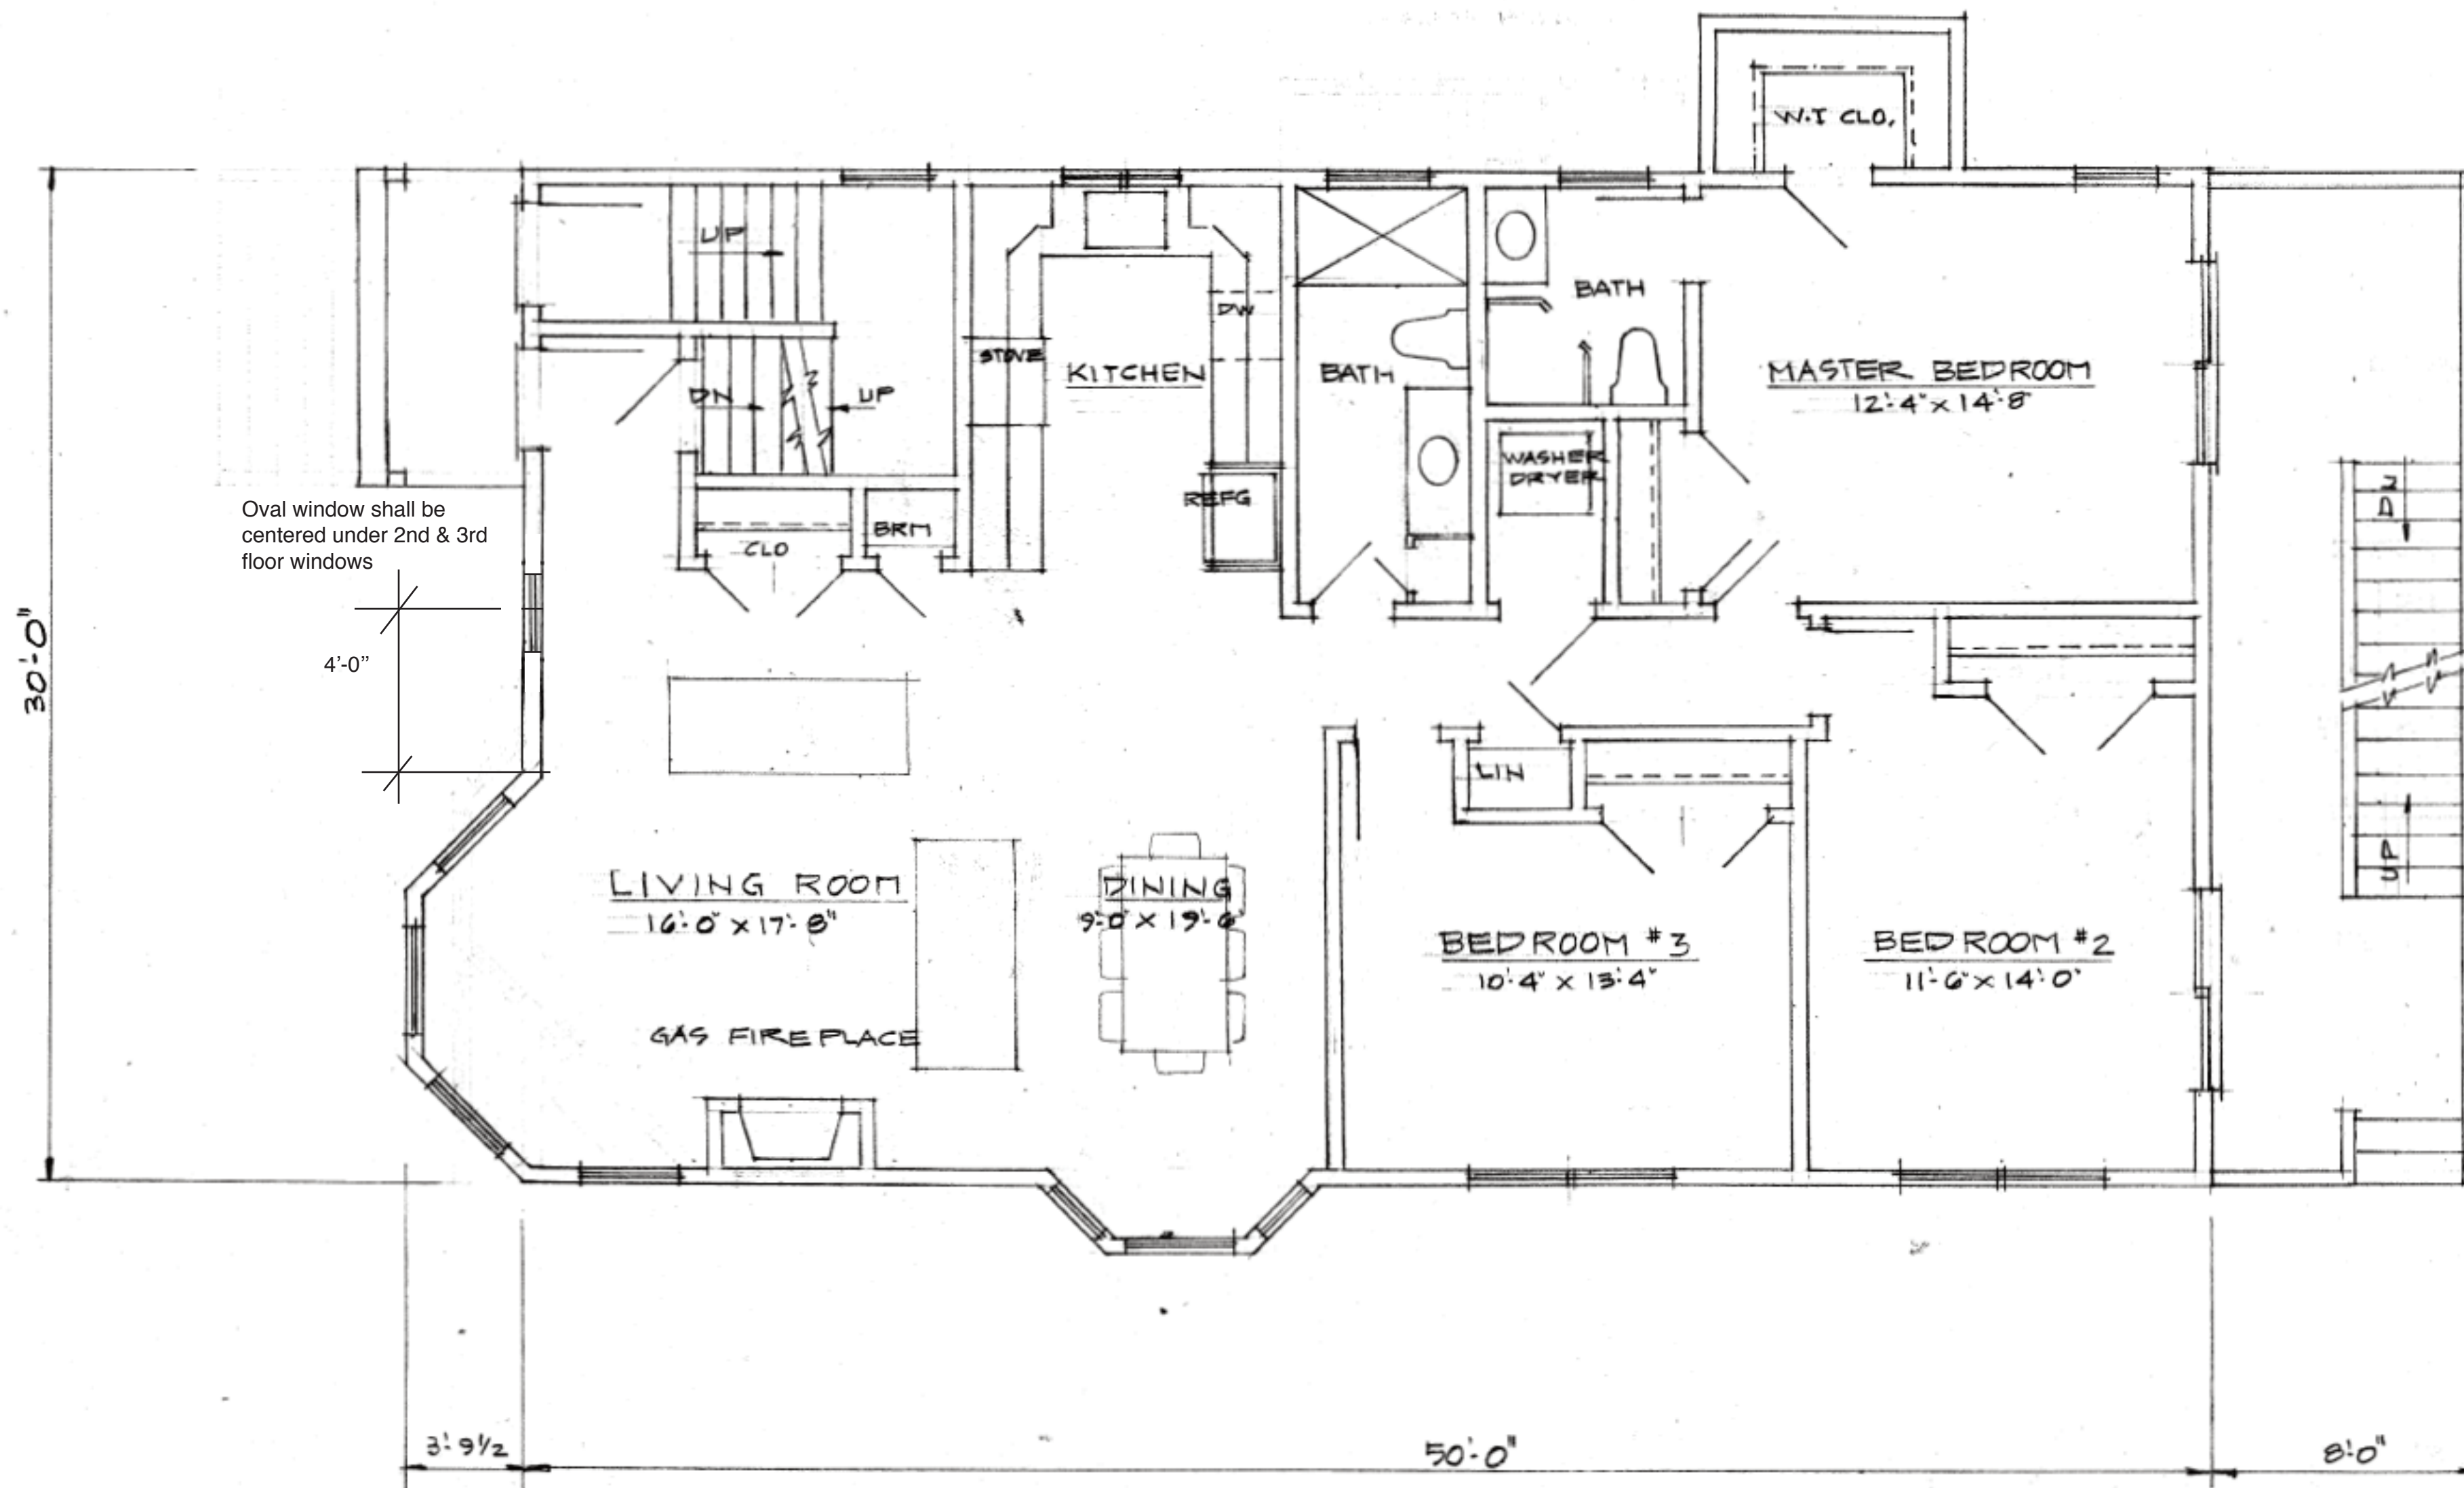 W.I CLO.
UP
DN
UP
STOVE
KITCHEN
DW
REFG
BATH
BATH
WASHER
DRYER
MASTER BEDROOM
12'-4" x 14'-8"
CLO
BRM
Oval window shall be
centered under 2nd & 3rd
floor windows
4’-0”
30'-0"
DN
UP
LIN
LIVING ROOM
16'-0" x 17'-8"
DINING
9'-0" x 19'-6"
GAS FIREPLACE
BEDROOM #3
10'-4" x 13'-4"
BEDROOM #2
11'-6" x 14'-0"
3'-9 1/2
50'-0"
8'-0"